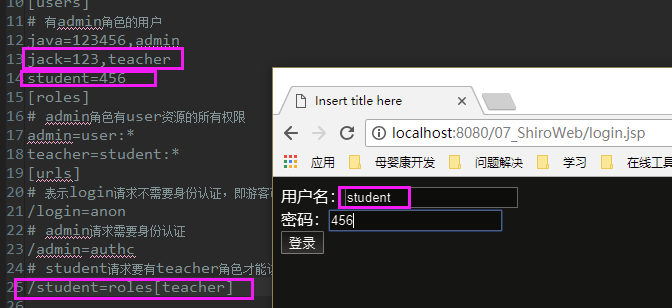 [users]
11 # 有admin角色的用户
12 java=123456,admin
13 jack=123,teacher
14 student=456
15 [roles]
16 # admin角色有user资源的所有权限
17 admin=user:*
18 teacher=student:*
19 [urls]
20 # 表示login请求不需要身份认证，即游客
21 /login=anon
22 # admin请求需要身份认证
23 /admin=authc
24 # student请求要有teacher角色才能
25 /student=roles[teacher]
26
Insert title here
localhost:8080/07_ShiroWeb/login.jsp
应用 母婴康开发 问题解决 学习 在线工具
用户名: student
密码: 456
登录